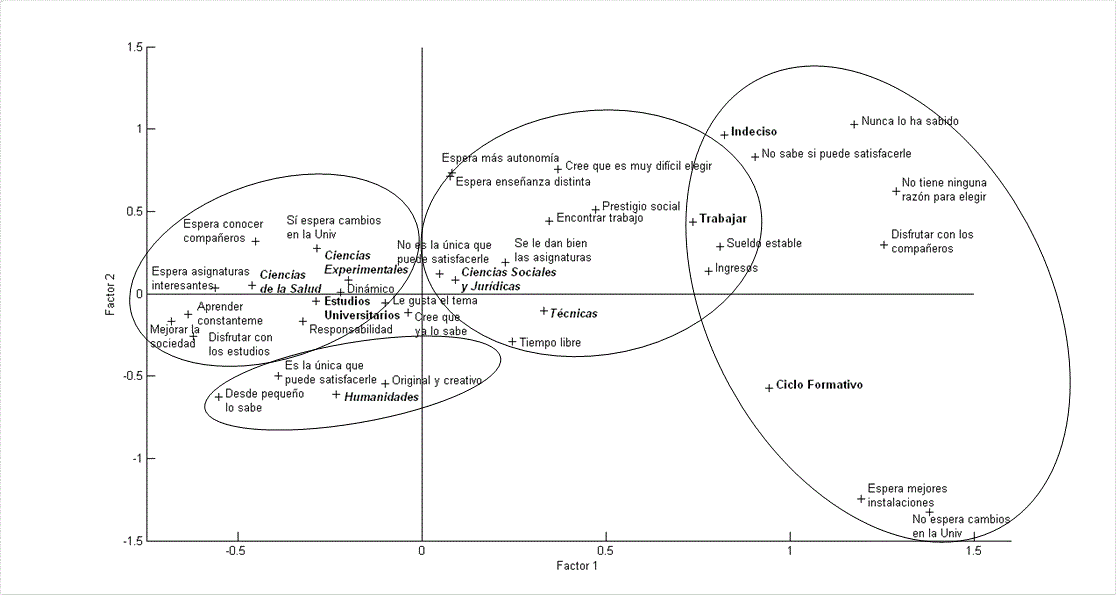 1.5
1
0.5
0
-0.5
-1
-1.5
Factor 2
-0.5
0
0.5
1
1.5
Factor 1
Nunca lo ha sabido
Indeciso
No sabe si puede satisfacerle
Espera más autonomía
Cree que es muy difícil elegir
Espera enseñanza distinta
No tiene ninguna
razón para elegir
Prestigio social
Encontrar trabajo
Trabajar
Sí espera cambios
en la Univ
Espera conocer
compañeros
Disfrutar con los
compañeros
Sueldo estable
No es la única que
puede satisfacerle
Se le dan bien
las asignaturas
Ciencias
Experimentales
Ingresos
Espera asignaturas
interesantes
Ciencias
de la Salud
Ciencias Sociales
y Jurídicas
Dinámico
Estudios
Universitarios
Le gusta el tema
Aprender
constanteme
Técnicas
Cree que
ya lo sabe
Mejorar la
sociedad
Responsabilidad
Disfrutar con
los estudios
Tiempo libre
Es la única que
puede satisfacerle
Original y creativo
Ciclo Formativo
Desde pequeño
lo sabe
Humanidades
Espera mejores
instalaciones
No espera cambios
en la Univ